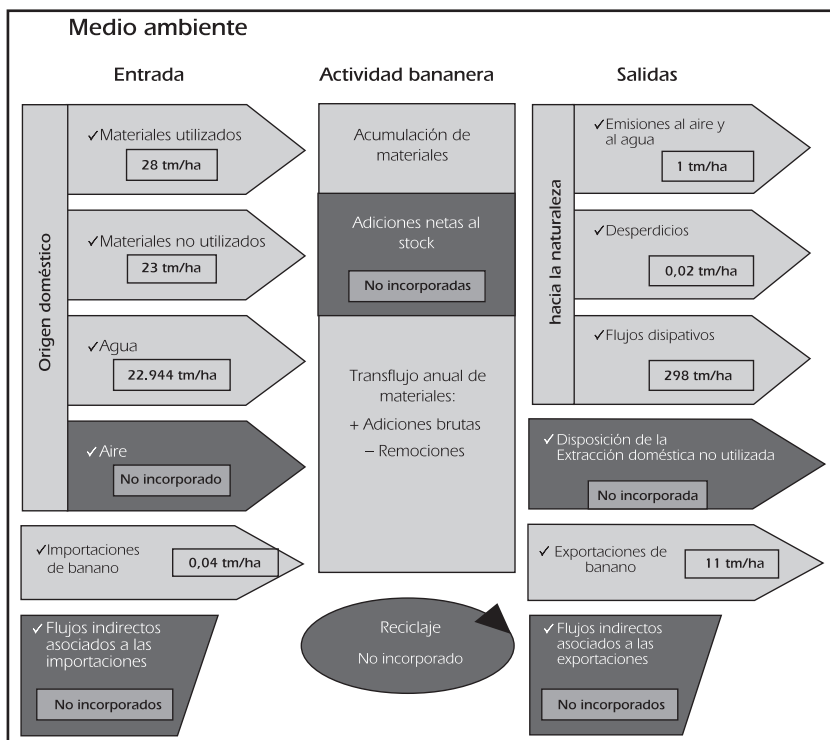 Medio ambiente
Entrada
Actividad bananera
Salidas
Origen doméstico
✓Materiales utilizados
28 tm/ha
✓Materiales no utilizados
23 tm/ha
✓Agua
22.944 tm/ha
✓Aire
No incorporado
✓Importaciones
de banano
0,04 tm/ha
✓Flujos indirectos
asociados a las
importaciones
No incorporados
Acumulación de
materiales
Adiciones netas al
stock
No incorporadas
Transflujo anual de
materiales:
+ Adiciones brutas
– Remociones
Reciclaje
No incorporado
hacia la naturaleza
✓Emisiones al aire y
al agua
1 tm/ha
✓Desperdicios
0,02 tm/ha
✓Flujos disipativos
298 tm/ha
✓Disposición de la
Extracción doméstica no utilizada
No incorporada
✓Exportaciones de
banano
11 tm/ha
✓Flujos indirectos
asociados a las
exportaciones
No incorporados